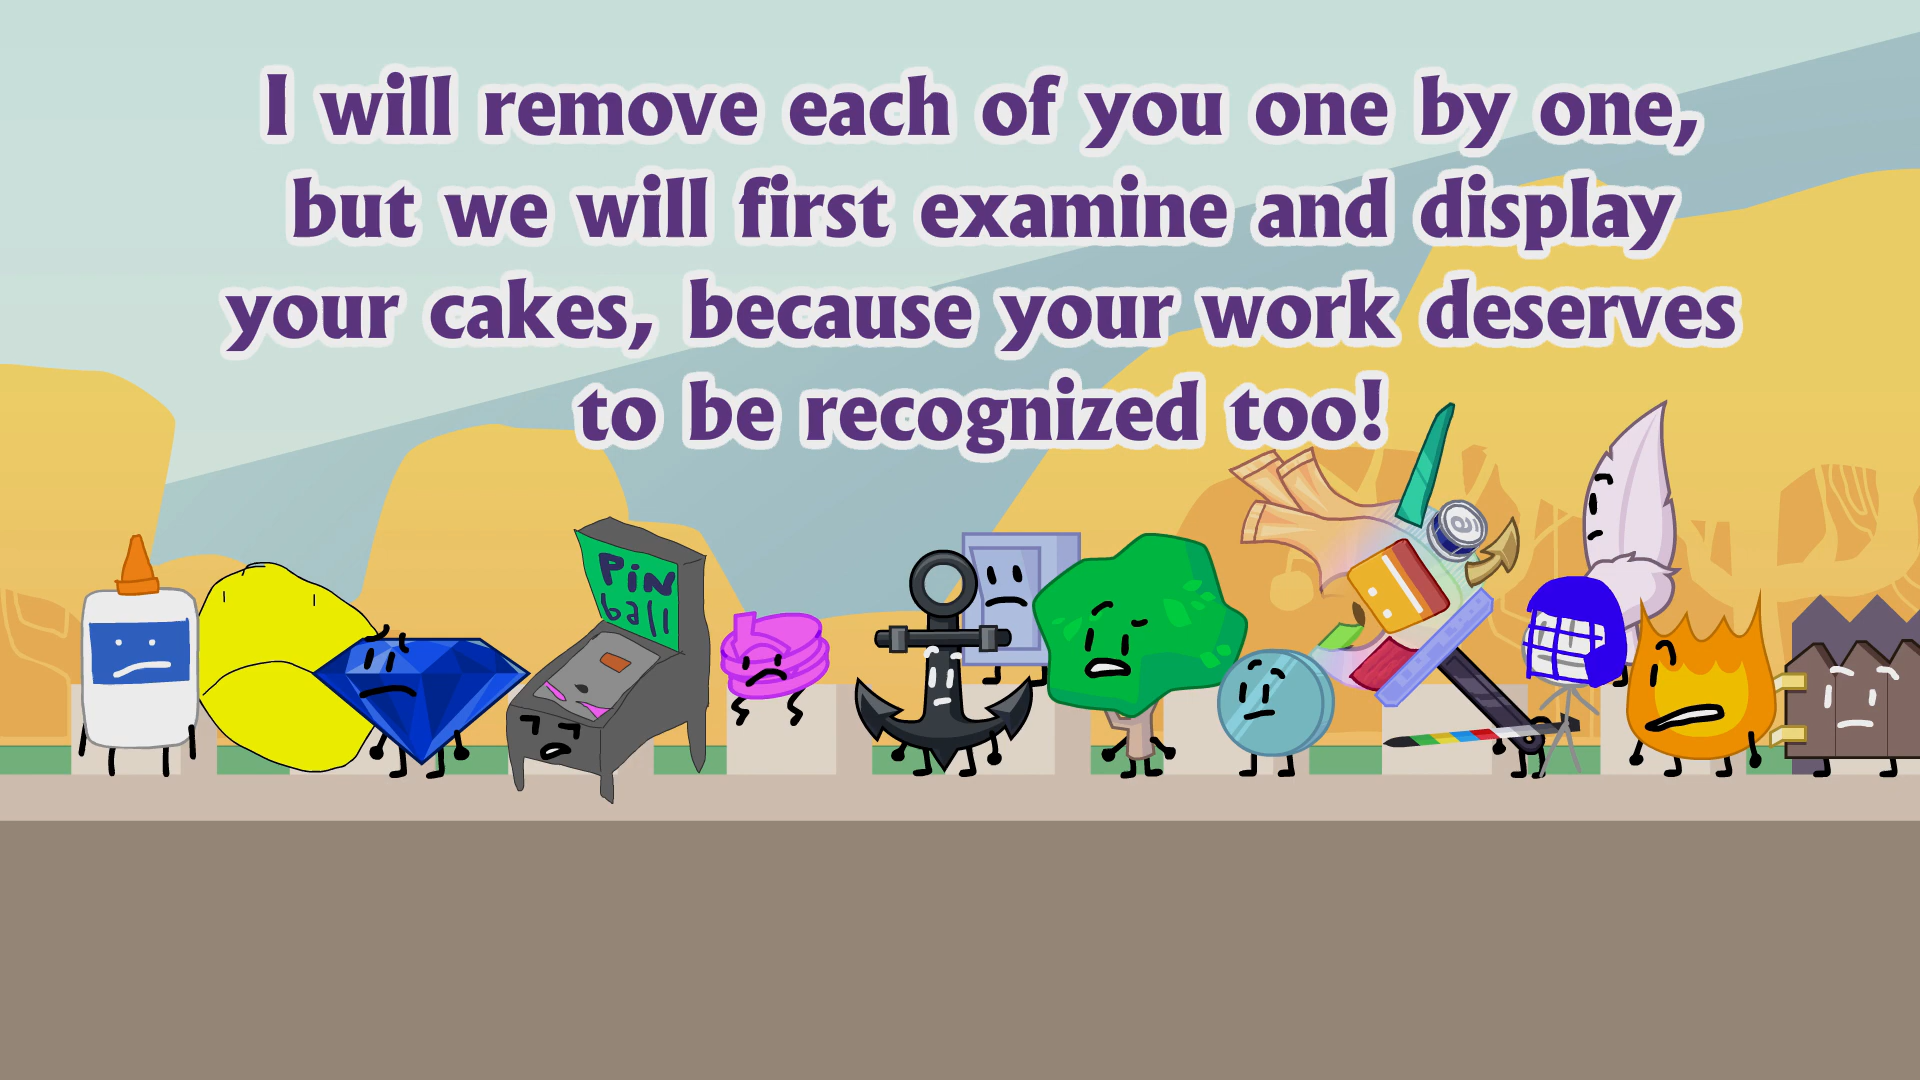 I will remove each of you one by one,
but we will first examine and display
your cakes, because your work deserves
to be recognized too!
Pin
ball
@